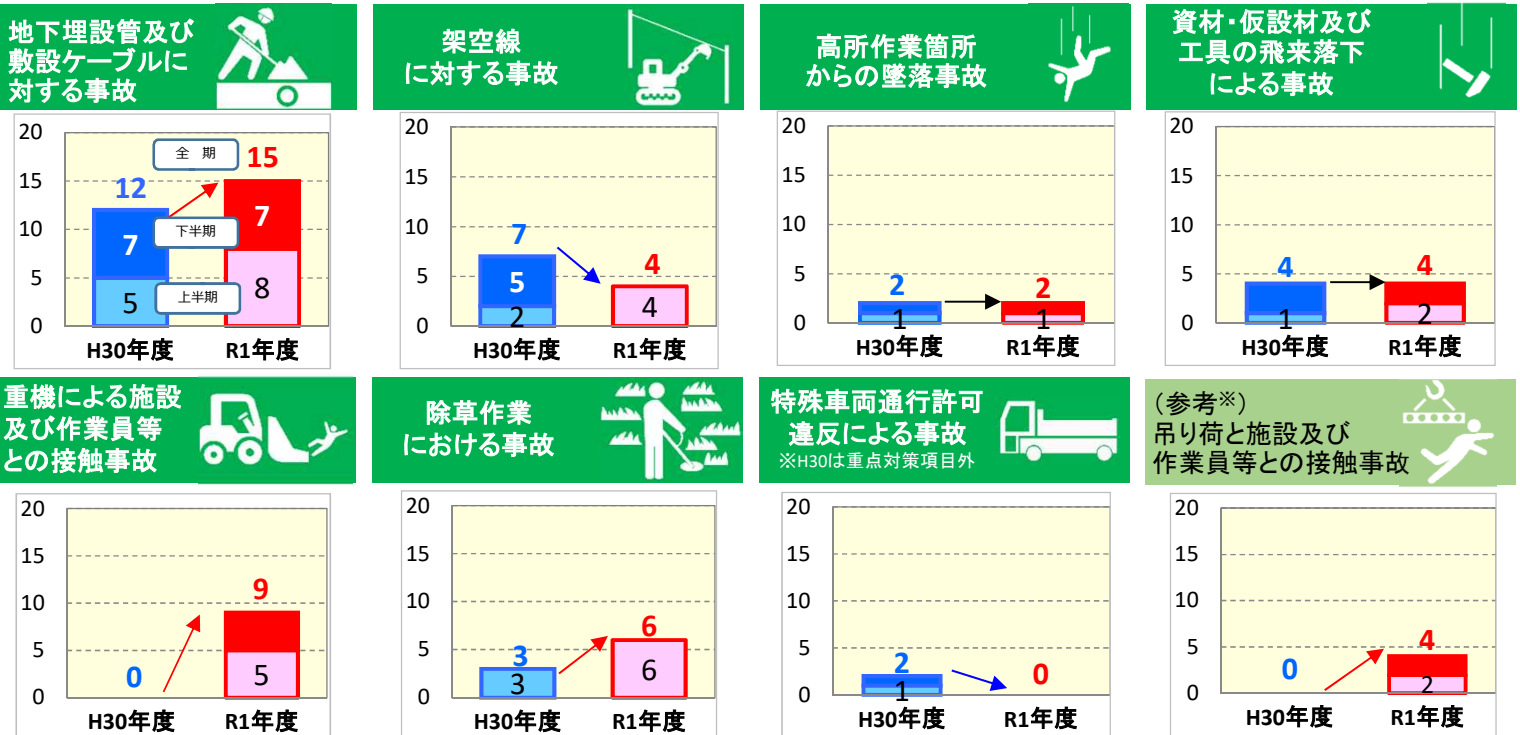 地下埋設管及び
敷設ケーブルに
対する事故
20
15
10
5
0
全 期
下半期
上半期
12
7
5
15
7
8
H30年度 R1年度
架空線
に対する事故
20
15
10
5
0
7
5
2
4
4
H30年度 R1年度
高所作業箇所
からの墜落事故
20
15
10
5
0
2
1
2
1
H30年度 R1年度
資材・仮設材及び
工具の飛来落下
による事故
20
15
10
5
0
4
1
4
2
H30年度 R1年度
重機による施設
及び作業員等
との接触事故
20
15
10
5
0
0
9
5
H30年度 R1年度
除草作業
における事故
20
15
10
5
0
3
3
6
6
H30年度 R1年度
特殊車両通行許可
違反による事故
※H30は重点対策項目外
20
15
10
5
0
2
1
0
H30年度 R1年度
（参考※）
吊り荷と施設及び
作業員等との接触事故
20
15
10
5
0
0
4
2
H30年度 R1年度